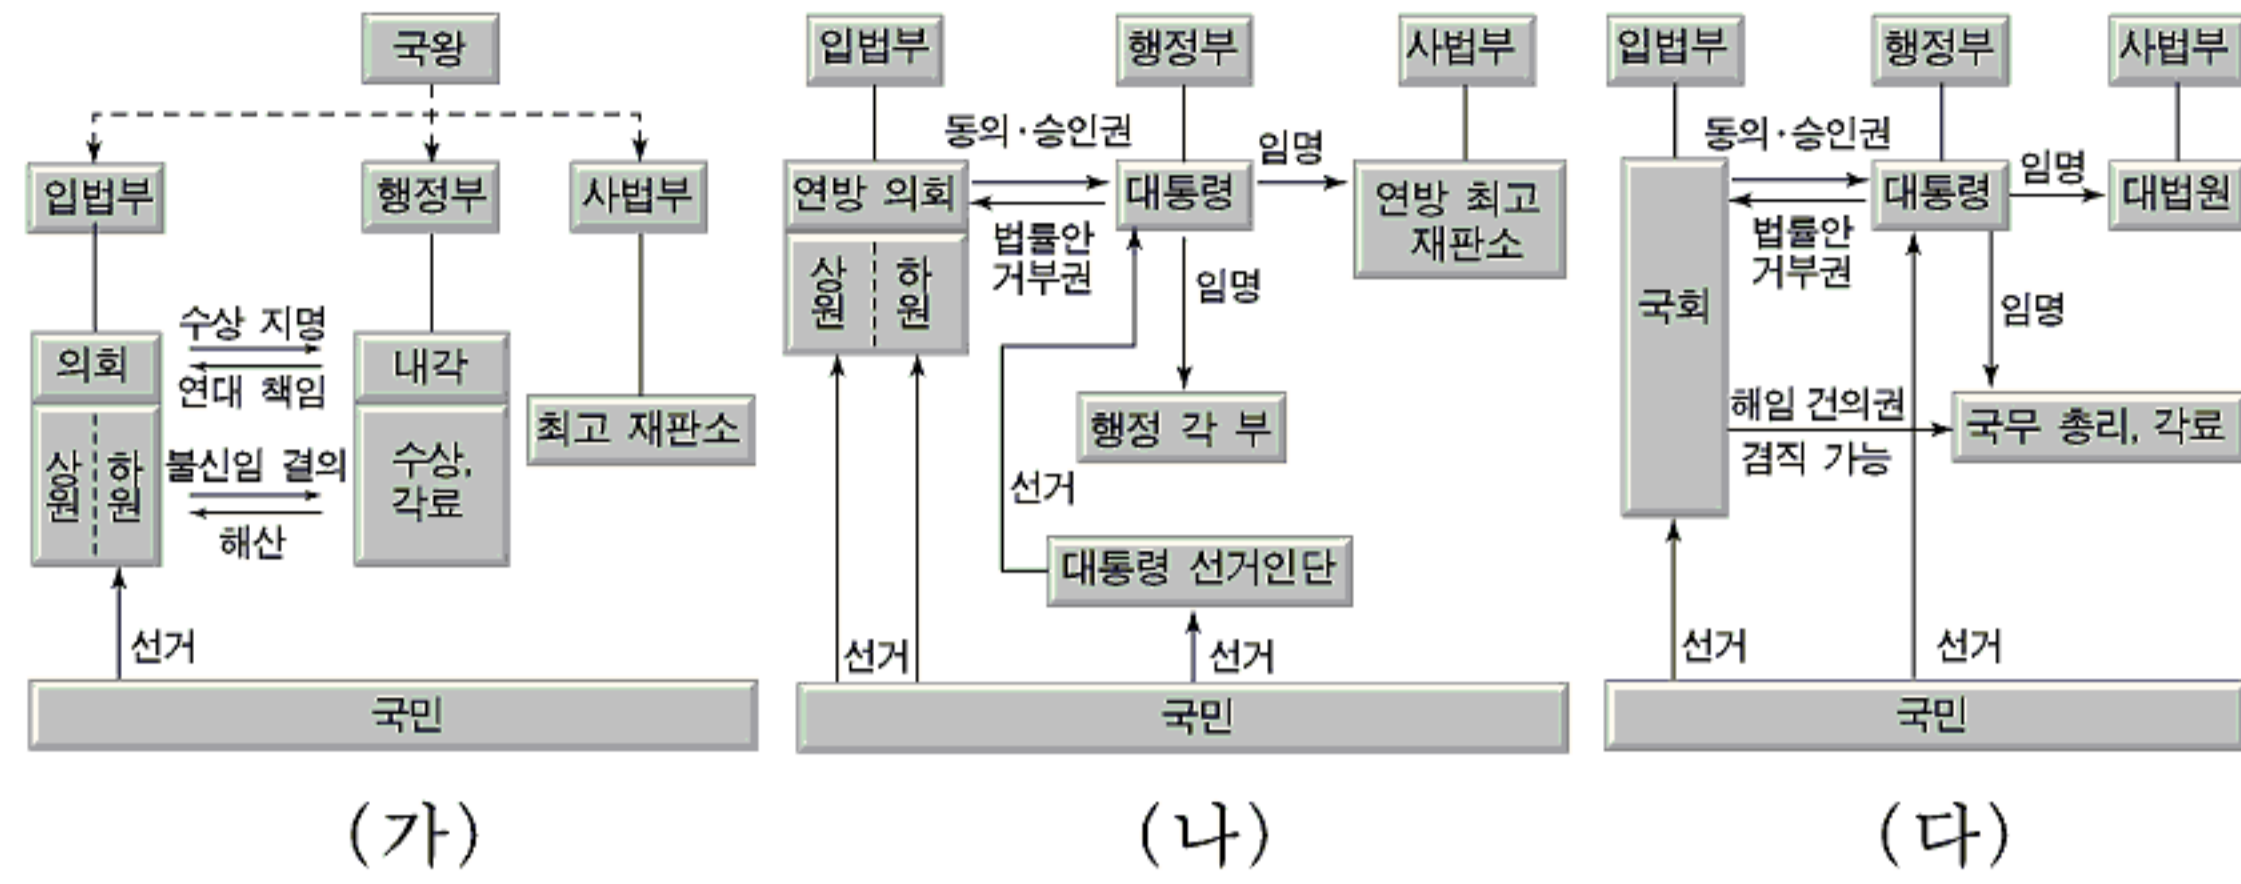 국왕
입법부
행정부
사법부
수상 지명
의회
내각
연대 책임
최고 재판소
상원
하원
불신임 결의
수상,
각료
해산
선거
국민
(가)
입법부
행정부
사법부
동의·승인권
임명
연방 의회
대통령
연방 최고
재판소
법률안
거부권
상원
하원
임명
행정 각 부
선거
대통령 선거인단
선거
선거
국민
(나)
입법부
행정부
사법부
동의·승인권
임명
대통령
대법원
법률안
거부권
국회
임명
해임 건의권
국무 총리, 각료
겸직 가능
선거
선거
국민
(다)